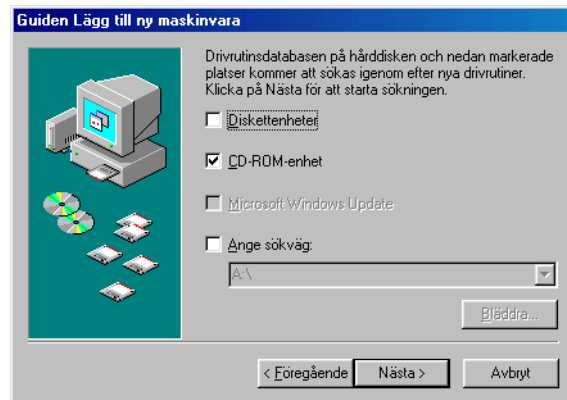 Guiden Lägg till ny maskinvara
Drivrutinsdatabasen på hårddisken och nedan markerade
platser kommer att sökas igenom efter nya drivrutiner.
Klicka på Nästa för att starta sökningen.
Diskettenheter
CD-ROM-enhet
Microsoft Windows Update
Ange sökväg:
A:\
Bläddra...
< Föregående
Nästa >
Avbryt